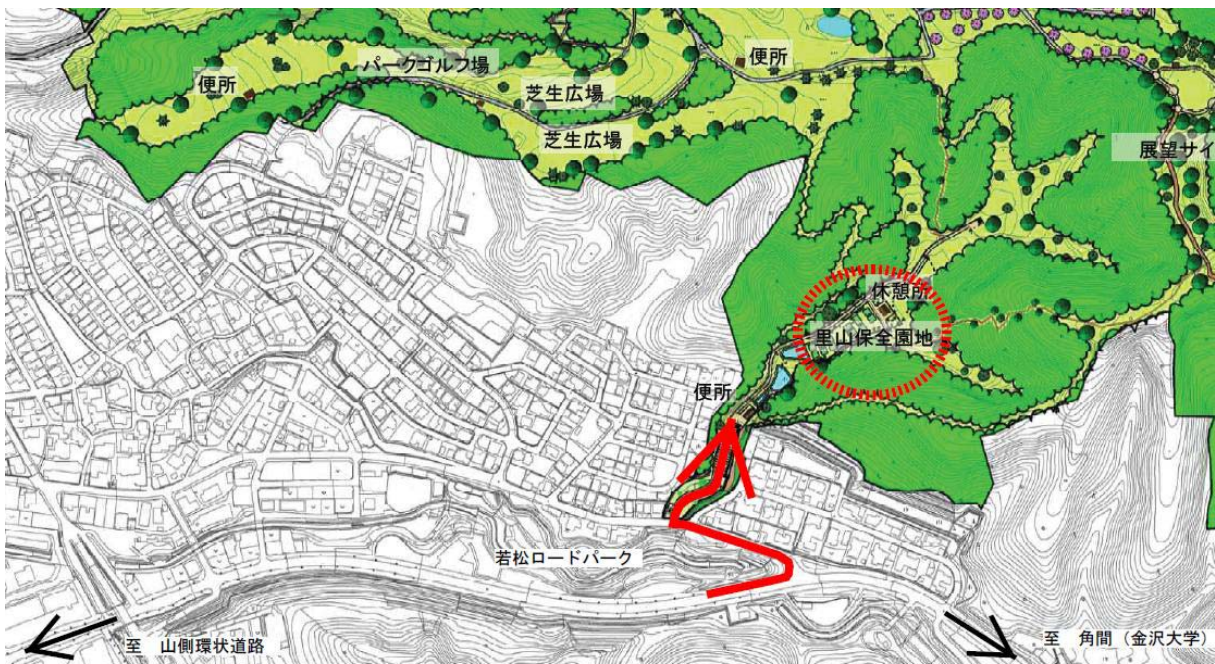 便所
パークゴルフ場
芝生広場
便所
芝生広場
展望サイ
休憩所
里山保全園地
便所
若松ロードパーク
至 山側環状道路
至 角間(金沢大学)